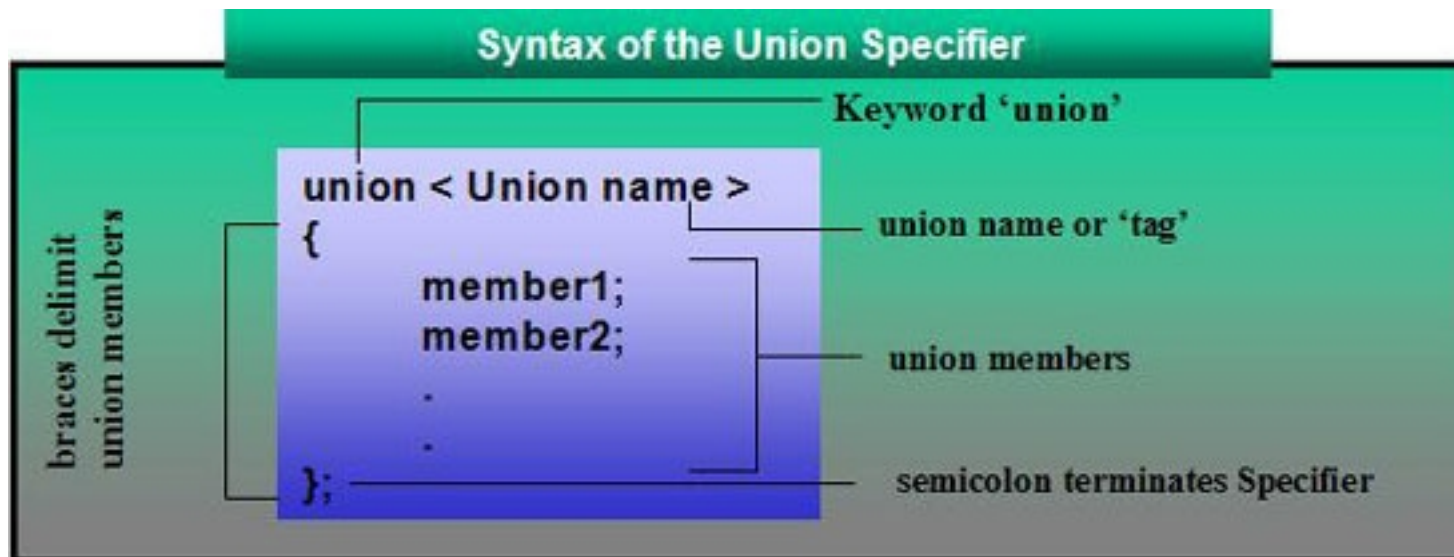 Syntax of the Union Specifier
Keyword ‘union’
union < Union name >
union name or ‘tag’
{
member1;
member2;
.
.
union members
};
semicolon terminates Specifier
braces delimit
union members